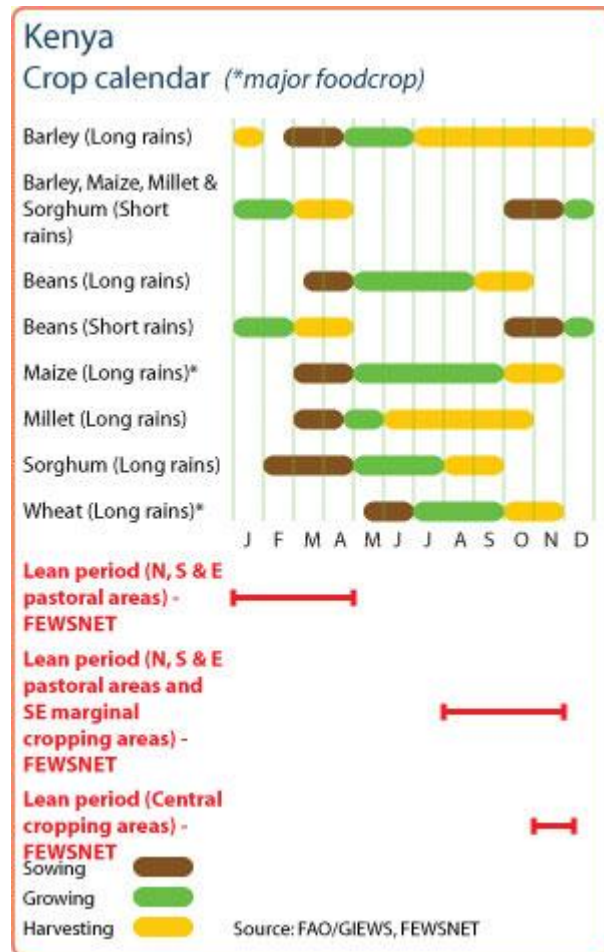 Kenya
Crop calendar (*major foodcrop)
Barley (Long rains)
Barley, Maize, Millet &
Sorghum (Short
rains)
Beans (Long rains)
Beans (Short rains)
Maize (Long rains)*
Millet (Long rains)
Sorghum (Long rains)
Wheat (Long rains)*
J F M A M J J A S O N D
Lean period (N, S & E
pastoral areas) -
FEWSNET
Lean period (N, S & E
pastoral areas and
SE marginal
cropping areas) -
FEWSNET
Lean period (Central
cropping areas) -
FEWSNET
Sowing
Growing
Harvesting
Source: FAO/GIEWS, FEWSNET